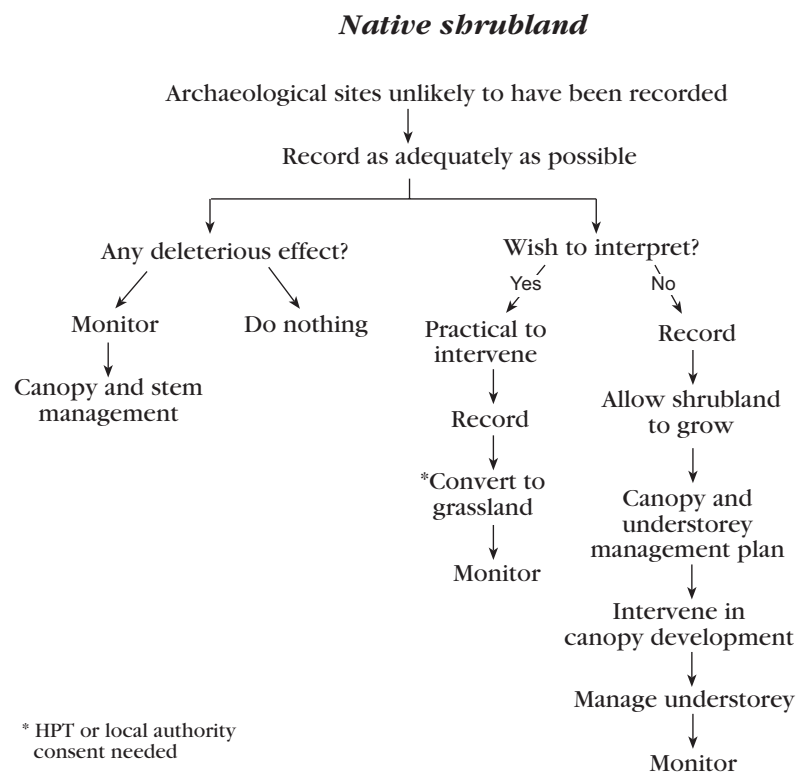 Native shrubland
Archaeological sites unlikely to have been recorded
Record as adequately as possible
Any deleterious effect?
Monitor
Do nothing
Canopy and stem
management
Wish to interpret?
Yes
No
Practical to
intervene
Record
*Convert to
grassland
Monitor
Record
Allow shrubland
to grow
Canopy and
understorey
management plan
Intervene in
canopy development
Manage understorey
Monitor
* HPT or local authority
consent needed